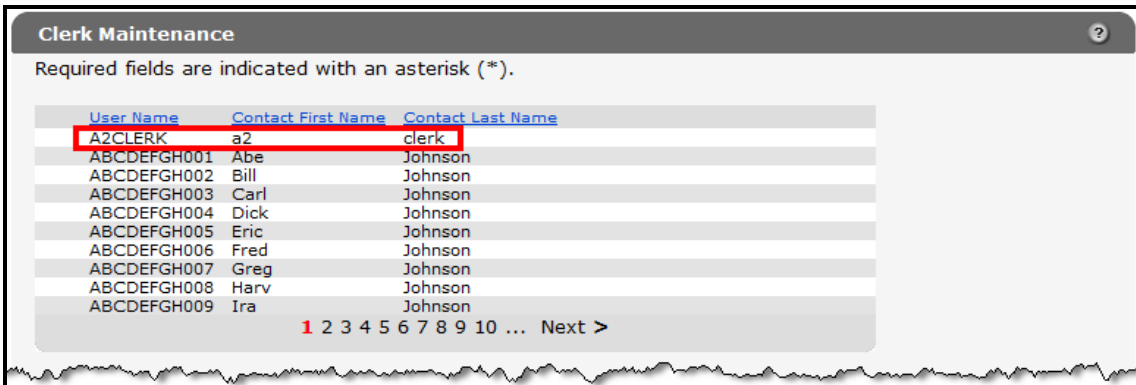 Clerk Maintenance ?
Required fields are indicated with an asterisk (*).
User Name Contact First Name Contact Last Name
A2CLERK a2 clerk
ABCDEFGH001 Abe Johnson
ABCDEFGH002 Bill Johnson
ABCDEFGH003 Carl Johnson
ABCDEFGH004 Dick Johnson
ABCDEFGH005 Eric Johnson
ABCDEFGH006 Fred Johnson
ABCDEFGH007 Greg Johnson
ABCDEFGH008 Harv Johnson
ABCDEFGH009 Ira Johnson
1 2 3 4 5 6 7 8 9 10 ... Next >